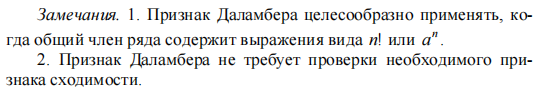 Замечания. 1. Признак Даламбера целесообразно применять, ко-
гда общий член ряда содержит выражения вида n! или aⁿ.
2. Признак Даламбера не требует проверки необходимого при-
знака сходимости.